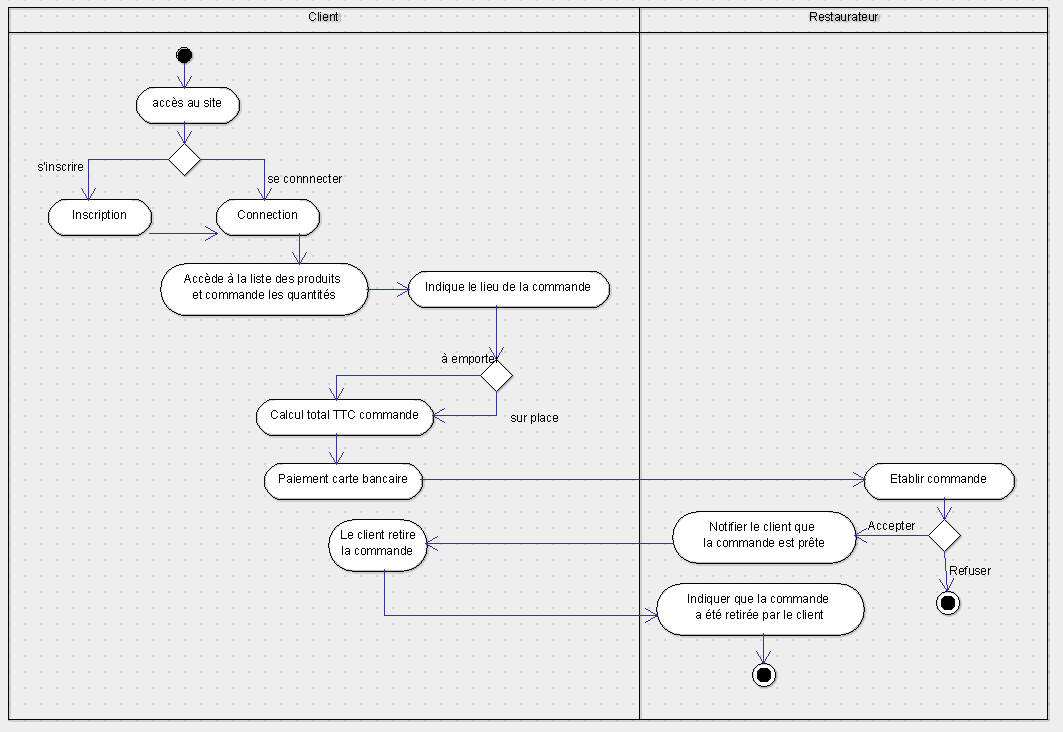 Client
Restaurateur
accès au site
s'inscrire
se connnecter
Inscription
Connection
Accède à la liste des produits
et commande les quantités
Indique le lieu de la commande
à emporter
Calcul total TTC commande
sur place
Paiement carte bancaire
Etablir commande
Le client retire
la commande
Notifier le client que
la commande est prête
Accepter
Refuser
Indiquer que la commande
a été retirée par le client